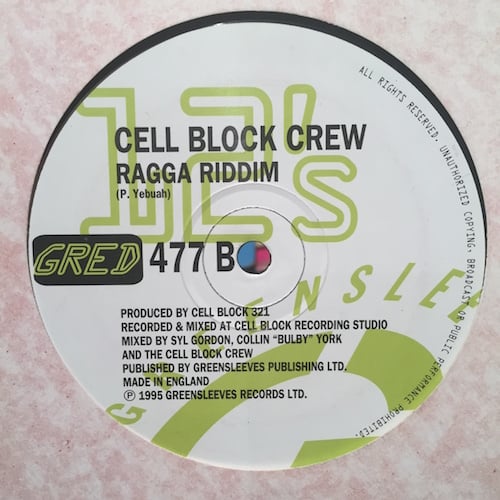 12's
CELL BLOCK CREW
RAGGA RIDDIM
(P. Yebuah)
GRED 477 B
PRODUCED BY CELL BLOCK 321
RECORDED & MIXED AT CELL BLOCK RECORDING STUDIO
MIXED BY SYL GORDON, COLLIN "BULBY" YORK
AND THE CELL BLOCK CREW
PUBLISHED BY GREENSLEEVES PUBLISHING LTD.
MADE IN ENGLAND
Ⓟ 1995 GREENSLEEVES RECORDS LTD.
ALL RIGHTS RESERVED. UNAUTHORIZED COPYING, BROADCAST OR PUBLIC PERFORMANCE PROHIBITED.